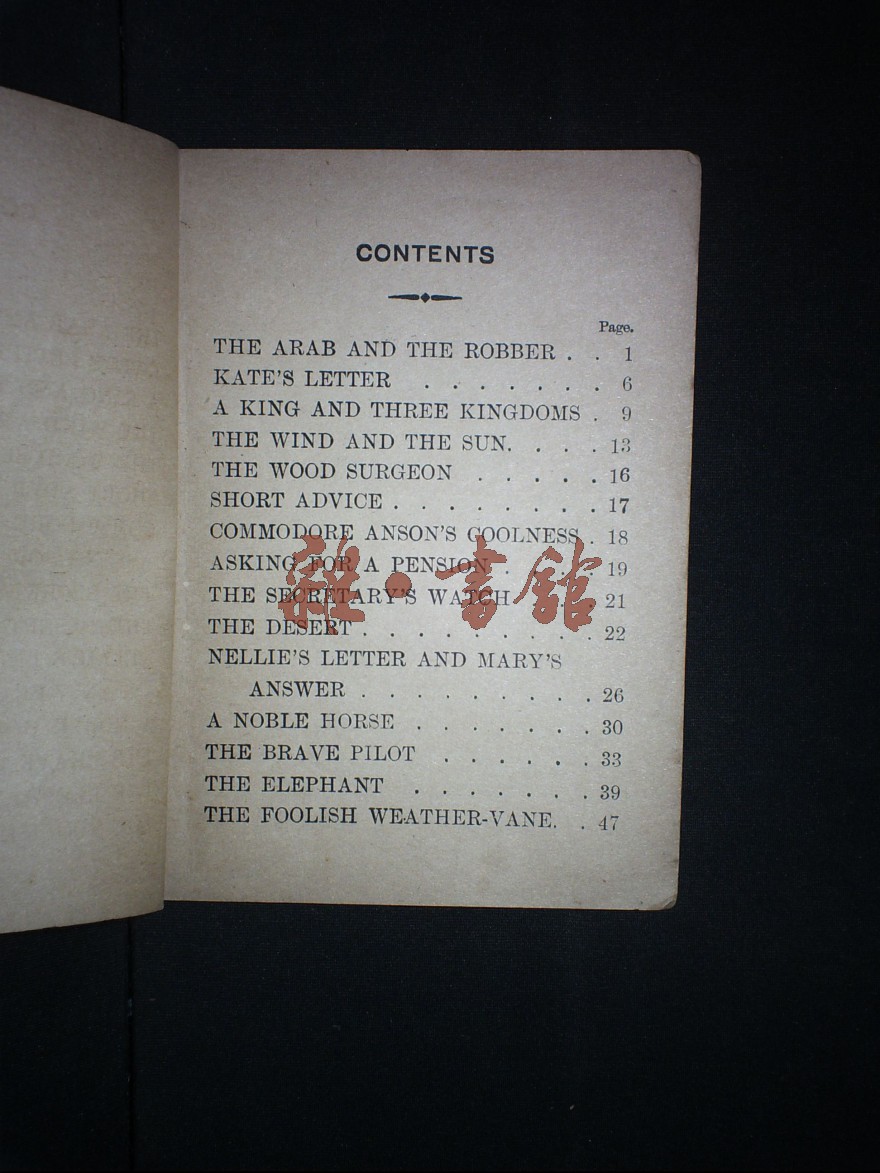 CONTENTS
Page.
THE ARAB AND THE ROBBER . . 1
KATE'S LETTER . . . . . . . 6
A KING AND THREE KINGDOMS . 9
THE WIND AND THE SUN. . . . 13
THE WOOD SURGEON . . . . . 16
SHORT ADVICE . . . . . . . . 17
COMMODORE ANSON'S COOLNESS . 18
ASKING FOR A PENSION . . . . 19
THE SECRETARY'S WATCH . . . 21
THE DESERT . . . . . . . . . 22
NELLIE'S LETTER AND MARY'S
ANSWER . . . . . . . . . 26
A NOBLE HORSE . . . . . . . 30
THE BRAVE PILOT . . . . . . 33
THE ELEPHANT . . . . . . . 39
THE FOOLISH WEATHER-VANE. . 47
雜·書館